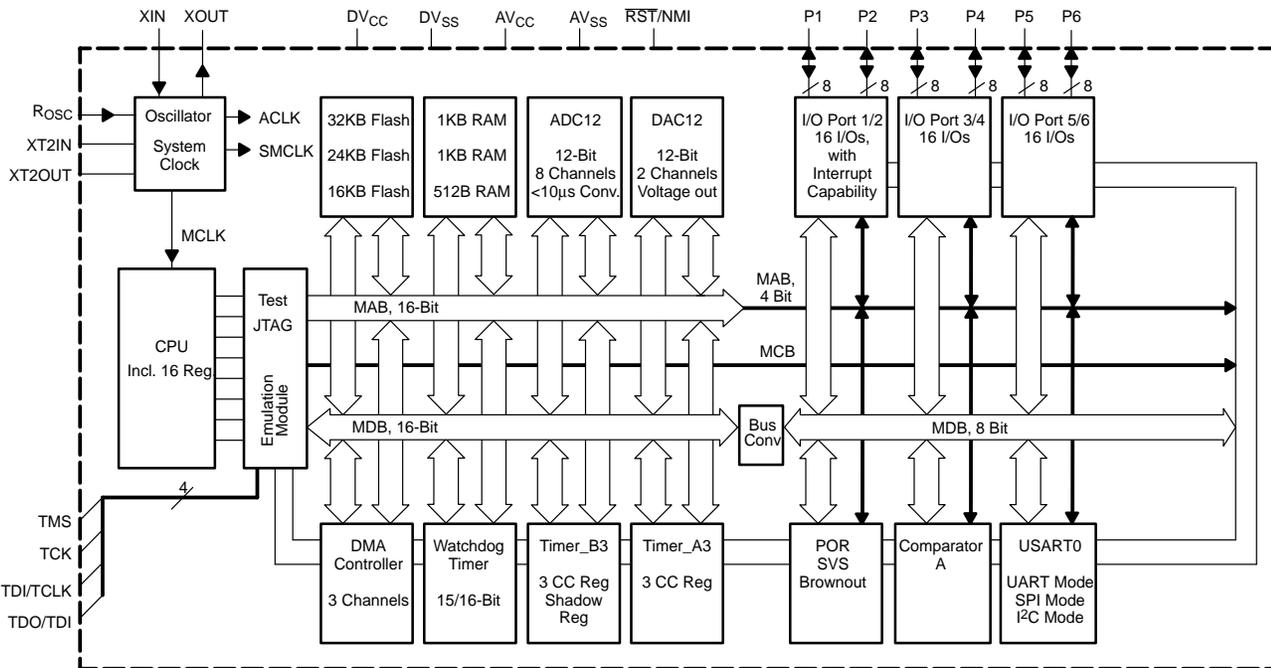 XIN XOUT DVCC DVSS AVCC AVSS RST/NMI P1 P2 P3 P4 P5 P6
8 8 8 8 8 8
ROSC
XT2IN
XT2OUT
Oscillator
System
Clock
ACLK
SMCLK
MCLK
32KB Flash
24KB Flash
16KB Flash
1KB RAM
1KB RAM
512B RAM
ADC12
12-Bit
8 Channels
<10µs Conv.
DAC12
12-Bit
2 Channels
Voltage out
I/O Port 1/2
16 I/Os,
with
Interrupt
Capability
I/O Port 3/4
16 I/Os
I/O Port 5/6
16 I/Os
CPU
Incl. 16 Reg.
Test
JTAG
Emulation
Module
MAB, 16-Bit
MAB,
4 Bit
MCB
MDB, 16-Bit
Bus
Conv
MDB, 8 Bit
4
TMS
TCK
TDI/TCLK
TDO/TDI
DMA
Controller
3 Channels
Watchdog
Timer
15/16-Bit
Timer_B3
3 CC Reg
Shadow
Reg
Timer_A3
3 CC Reg
POR
SVS
Brownout
Comparator
A
USART0
UART Mode
SPI Mode
I2C Mode